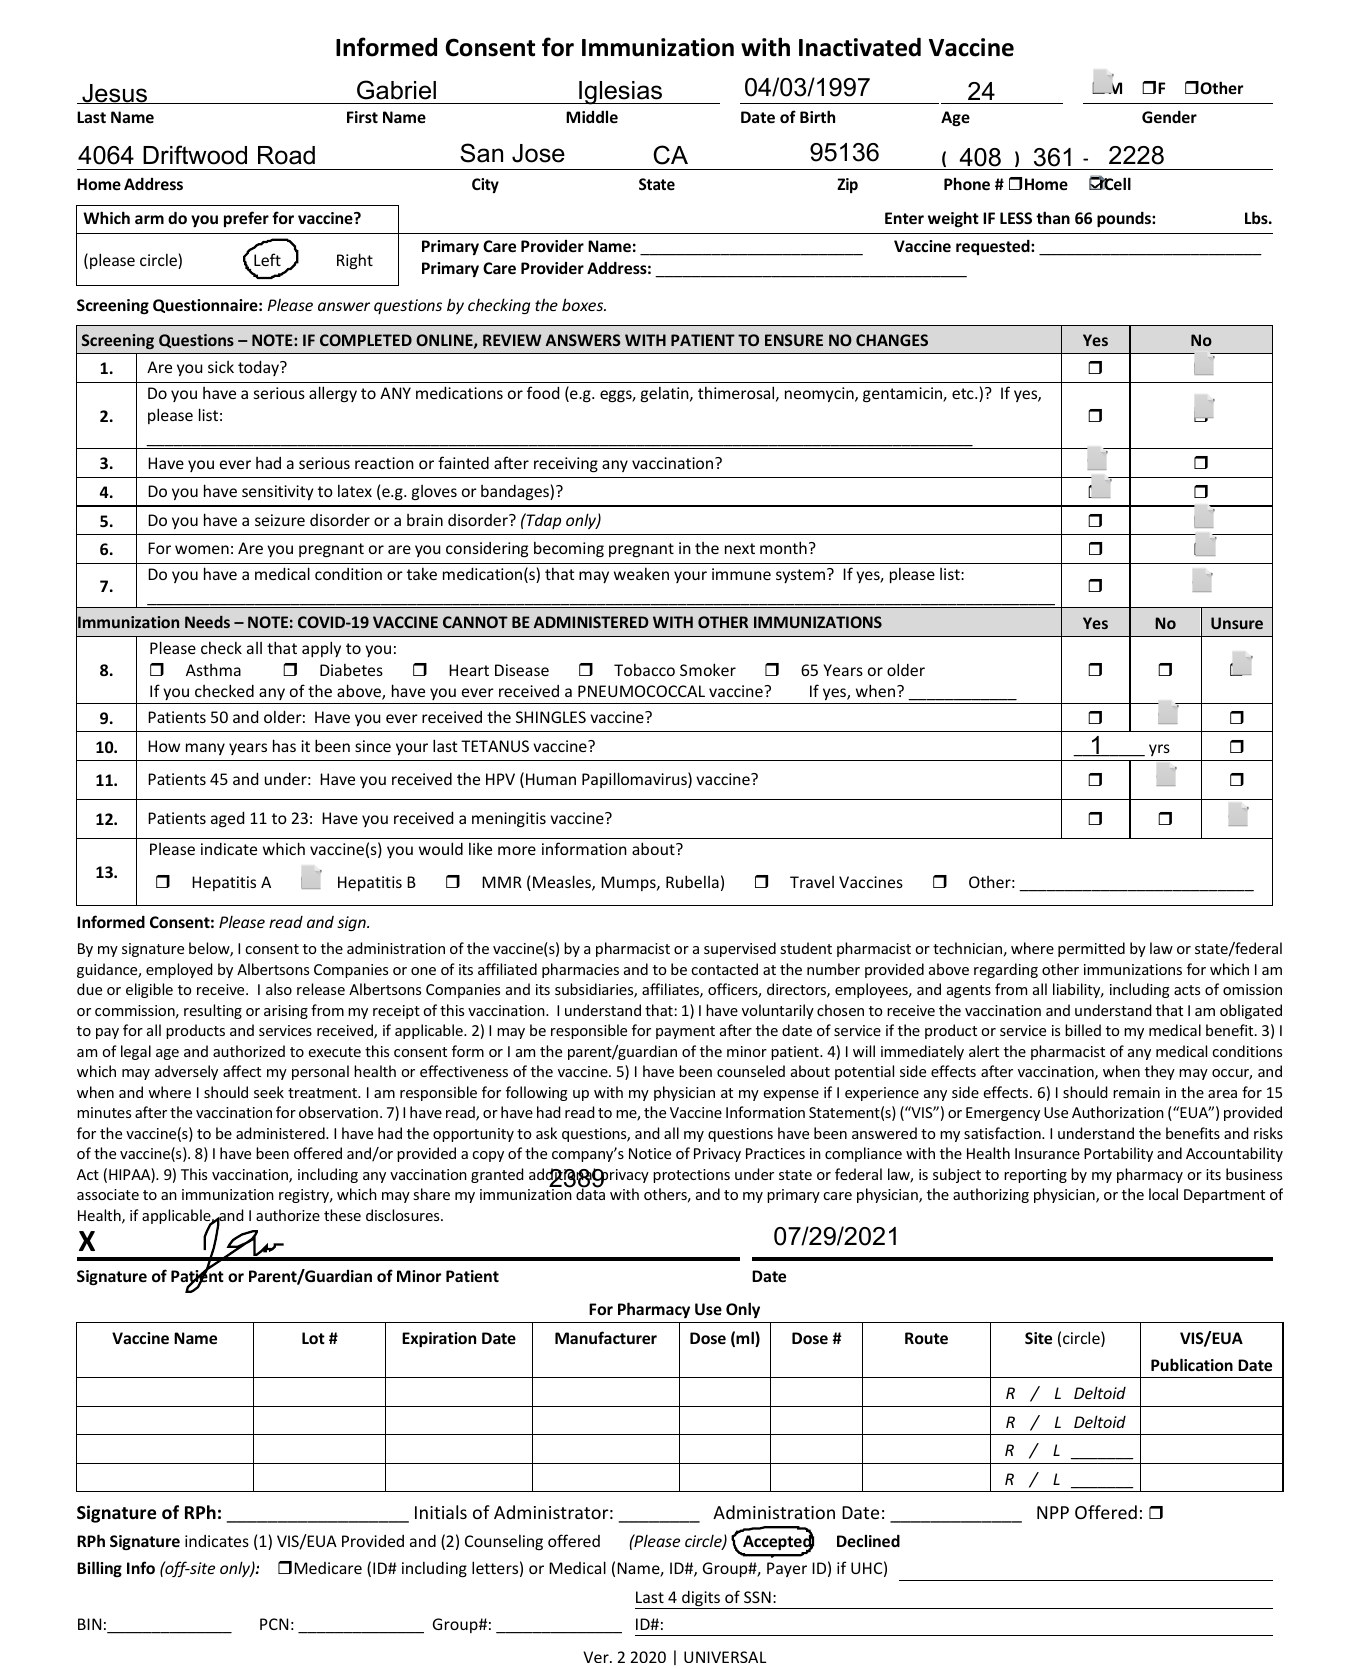 Informed Consent for Immunization with Inactivated Vaccine
Jesus Gabriel Iglesias 04/03/1997 24 M ❒F ❒Other
Last Name First Name Middle Date of Birth Age Gender
4064 Driftwood Road San Jose CA 95136 ( 408 ) 361 - 2228
Home Address City State Zip Phone # ❒Home ☑Cell
Which arm do you prefer for vaccine? Enter weight IF LESS than 66 pounds: Lbs.
(please circle) Left Right
Primary Care Provider Name: ________________________ Vaccine requested: ________________________
Primary Care Provider Address: __________________________________
Screening Questionnaire: Please answer questions by checking the boxes.
Screening Questions – NOTE: IF COMPLETED ONLINE, REVIEW ANSWERS WITH PATIENT TO ENSURE NO CHANGES Yes No
1. Are you sick today? ❒
2. Do you have a serious allergy to ANY medications or food (e.g. eggs, gelatin, thimerosal, neomycin, gentamicin, etc.)? If yes,
please list: ❒
3. Have you ever had a serious reaction or fainted after receiving any vaccination? ❒
4. Do you have sensitivity to latex (e.g. gloves or bandages)? ❒
5. Do you have a seizure disorder or a brain disorder? (Tdap only) ❒
6. For women: Are you pregnant or are you considering becoming pregnant in the next month? ❒
7. Do you have a medical condition or take medication(s) that may weaken your immune system? If yes, please list: ❒
Immunization Needs – NOTE: COVID-19 VACCINE CANNOT BE ADMINISTERED WITH OTHER IMMUNIZATIONS Yes No Unsure
8. Please check all that apply to you:
❒ Asthma ❒ Diabetes ❒ Heart Disease ❒ Tobacco Smoker ❒ 65 Years or older ❒ ❒
If you checked any of the above, have you ever received a PNEUMOCOCCAL vaccine? If yes, when? ____________
9. Patients 50 and older: Have you ever received the SHINGLES vaccine? ❒ ❒
10. How many years has it been since your last TETANUS vaccine? 1 yrs ❒
11. Patients 45 and under: Have you received the HPV (Human Papillomavirus) vaccine? ❒ ❒
12. Patients aged 11 to 23: Have you received a meningitis vaccine? ❒ ❒
13. Please indicate which vaccine(s) you would like more information about?
❒ Hepatitis A Hepatitis B ❒ MMR (Measles, Mumps, Rubella) ❒ Travel Vaccines ❒ Other: __________________________
Informed Consent: Please read and sign.
By my signature below, I consent to the administration of the vaccine(s) by a pharmacist or a supervised student pharmacist or technician, where permitted by law or state/federal
guidance, employed by Albertsons Companies or one of its affiliated pharmacies and to be contacted at the number provided above regarding other immunizations for which I am
due or eligible to receive. I also release Albertsons Companies and its subsidiaries, affiliates, officers, directors, employees, and agents from all liability, including acts of omission
or commission, resulting or arising from my receipt of this vaccination. I understand that: 1) I have voluntarily chosen to receive the vaccination and understand that I am obligated
to pay for all products and services received, if applicable. 2) I may be responsible for payment after the date of service if the product or service is billed to my medical benefit. 3) I
am of legal age and authorized to execute this consent form or I am the parent/guardian of the minor patient. 4) I will immediately alert the pharmacist of any medical conditions
which may adversely affect my personal health or effectiveness of the vaccine. 5) I have been counseled about potential side effects after vaccination, when they may occur, and
when and where I should seek treatment. I am responsible for following up with my physician at my expense if I experience any side effects. 6) I should remain in the area for 15
minutes after the vaccination for observation. 7) I have read, or have had read to me, the Vaccine Information Statement(s) (“VIS”) or Emergency Use Authorization (“EUA”) provided
for the vaccine(s) to be administered. I have had the opportunity to ask questions, and all my questions have been answered to my satisfaction. I understand the benefits and risks
of the vaccine(s). 8) I have been offered and/or provided a copy of the company’s Notice of Privacy Practices in compliance with the Health Insurance Portability and Accountability
Act (HIPAA). 9) This vaccination, including any vaccination granted additional privacy protections under state or federal law, is subject to reporting by my pharmacy or its business
2389
associate to an immunization registry, which may share my immunization data with others, and to my primary care physician, the authorizing physician, or the local Department of
Health, if applicable, and I authorize these disclosures.
X 07/29/2021
Signature of Patient or Parent/Guardian of Minor Patient Date
For Pharmacy Use Only
Vaccine Name Lot # Expiration Date Manufacturer Dose (ml) Dose # Route Site (circle) VIS/EUA
Publication Date
R / L Deltoid
R / L Deltoid
R / L _______
R / L _______
Signature of RPh: __________________ Initials of Administrator: ________ Administration Date: _____________ NPP Offered: ❒
RPh Signature indicates (1) VIS/EUA Provided and (2) Counseling offered (Please circle) Accepted Declined
Billing Info (off-site only): ❒Medicare (ID# including letters) or Medical (Name, ID#, Group#, Payer ID) if UHC)
Last 4 digits of SSN:
BIN:______________ PCN: ______________ Group#: ______________ ID#:
Ver. 2 2020 | UNIVERSAL